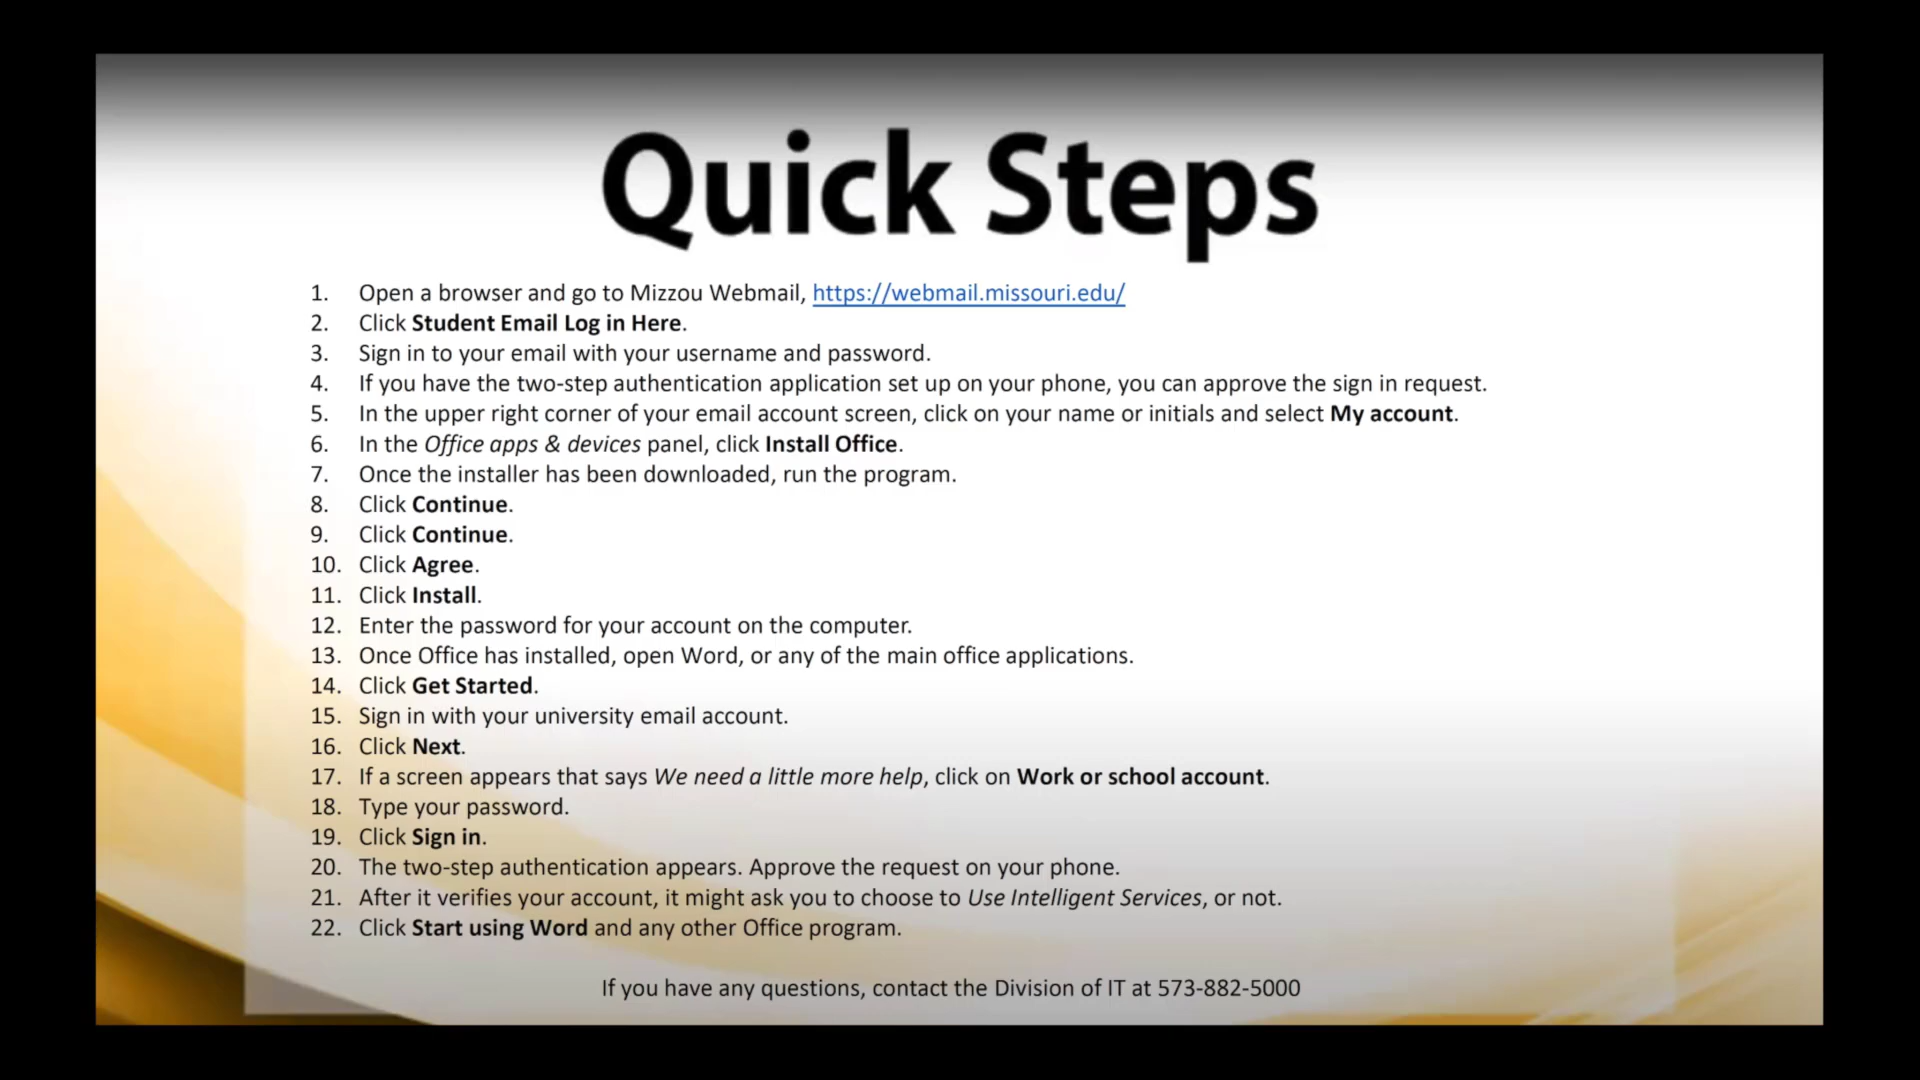 Quick Steps
1. Open a browser and go to Mizzou Webmail, https://webmail.missouri.edu/
2. Click Student Email Log in Here.
3. Sign in to your email with your username and password.
4. If you have the two-step authentication application set up on your phone, you can approve the sign in request.
5. In the upper right corner of your email account screen, click on your name or initials and select My account.
6. In the Office apps & devices panel, click Install Office.
7. Once the installer has been downloaded, run the program.
8. Click Continue.
9. Click Continue.
10. Click Agree.
11. Click Install.
12. Enter the password for your account on the computer.
13. Once Office has installed, open Word, or any of the main office applications.
14. Click Get Started.
15. Sign in with your university email account.
16. Click Next.
17. If a screen appears that says We need a little more help, click on Work or school account.
18. Type your password.
19. Click Sign in.
20. The two-step authentication appears. Approve the request on your phone.
21. After it verifies your account, it might ask you to choose to Use Intelligent Services, or not.
22. Click Start using Word and any other Office program.
If you have any questions, contact the Division of IT at 573-882-5000